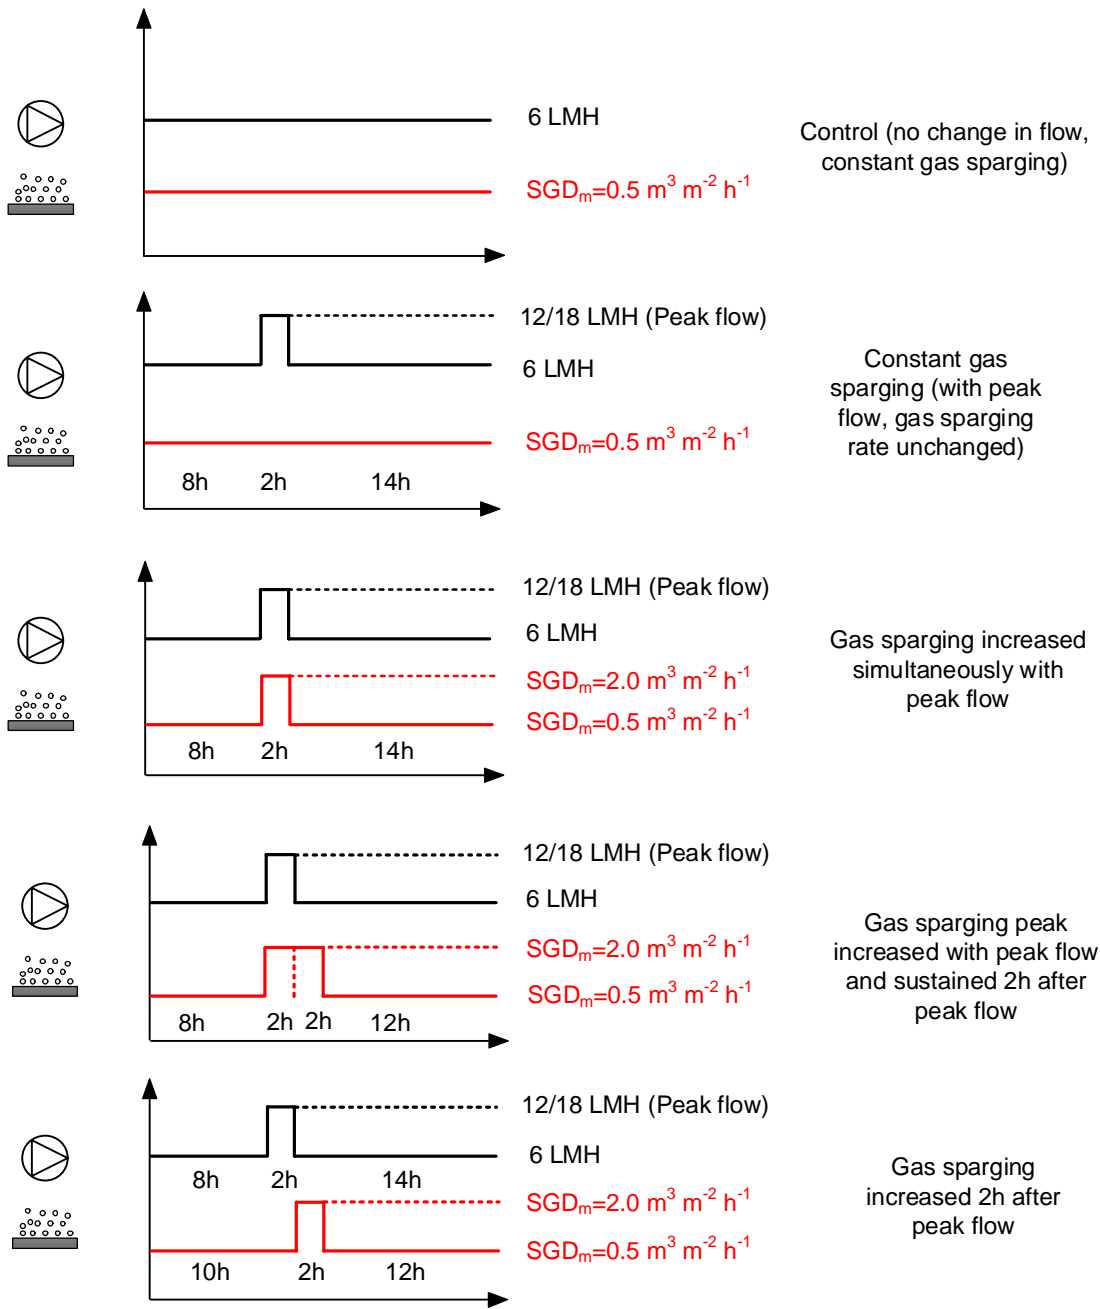 6 LMH
Control (no change in flow,
constant gas sparging)
SGDₘ=0.5 m³ m⁻² h⁻¹
12/18 LMH (Peak flow)
6 LMH
Constant gas
sparging (with peak
flow, gas sparging
rate unchanged)
SGDₘ=0.5 m³ m⁻² h⁻¹
8h 2h 14h
12/18 LMH (Peak flow)
6 LMH
Gas sparging increased
simultaneously with
peak flow
SGDₘ=2.0 m³ m⁻² h⁻¹
SGDₘ=0.5 m³ m⁻² h⁻¹
8h 2h 14h
12/18 LMH (Peak flow)
6 LMH
Gas sparging peak
increased with peak flow
and sustained 2h after
peak flow
SGDₘ=2.0 m³ m⁻² h⁻¹
SGDₘ=0.5 m³ m⁻² h⁻¹
8h 2h 2h 12h
12/18 LMH (Peak flow)
6 LMH
8h 2h 14h
Gas sparging
increased 2h after
peak flow
SGDₘ=2.0 m³ m⁻² h⁻¹
SGDₘ=0.5 m³ m⁻² h⁻¹
10h 2h 12h